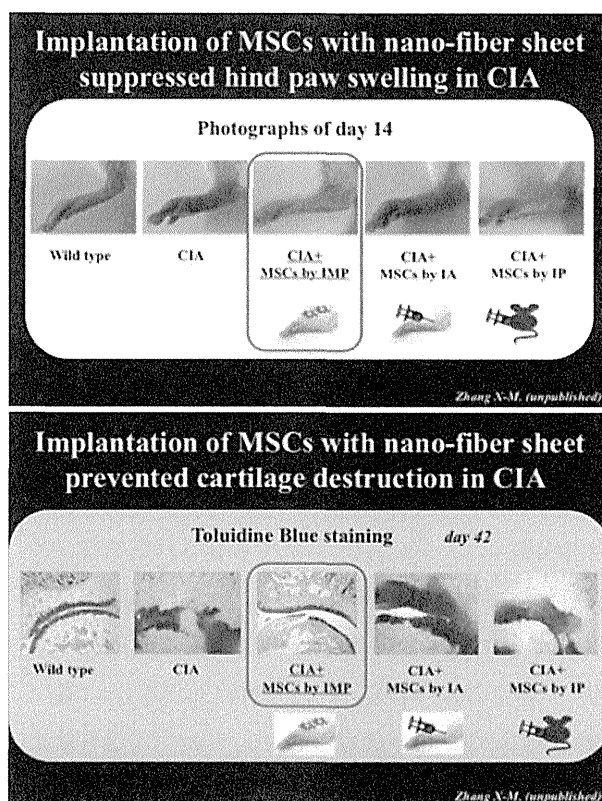 Implantation of MSCs with nano-fiber sheet
suppressed hind paw swelling in CIA
Photographs of day 14
Wild type
CIA
CIA+
MSCs by IMP
CIA+
MSCs by IA
CIA+
MSCs by IP
Zhang X-M. (unpublished)
Implantation of MSCs with nano-fiber sheet
prevented cartilage destruction in CIA
Toluidine Blue staining day 42
Wild type
CIA
CIA+
MSCs by IMP
CIA+
MSCs by IA
CIA+
MSCs by IP
Zhang X-M. (unpublished)